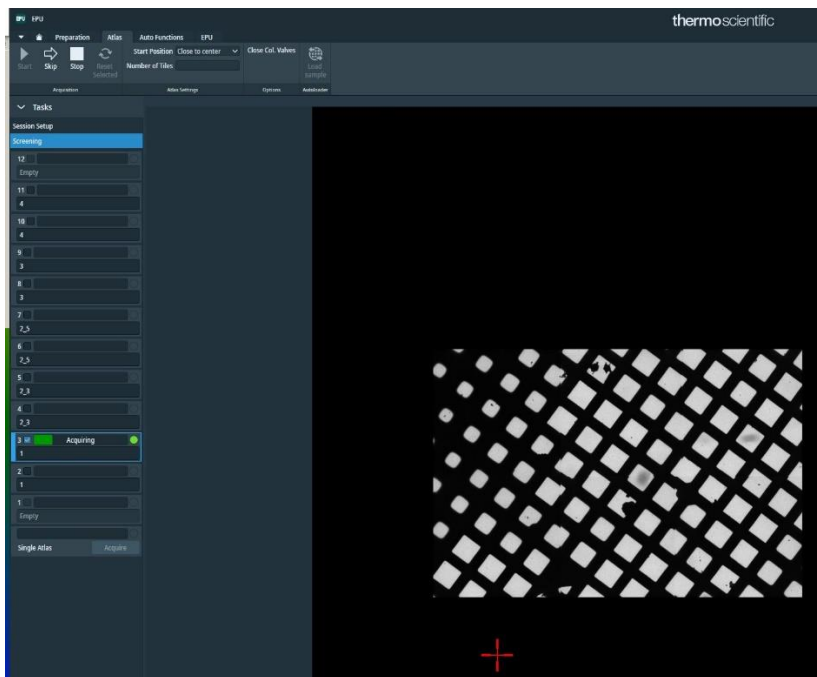 EPU EPU
thermo scientific
Preparation Atlas Auto Functions EPU
Start Skip Stop Reset Selected
Start Position Close to center
Number of Tiles
Close Col. Valves
Load sample
Acquisition Atlas Settings Options Autoloader
Tasks
Session Setup
Screening
12
Empty
11
4
10
4
9
3
8
3
7
2_5
6
2_5
5
2_3
4
2_3
3 Acquiring
1
2
1
1
Empty
Single Atlas Acquire